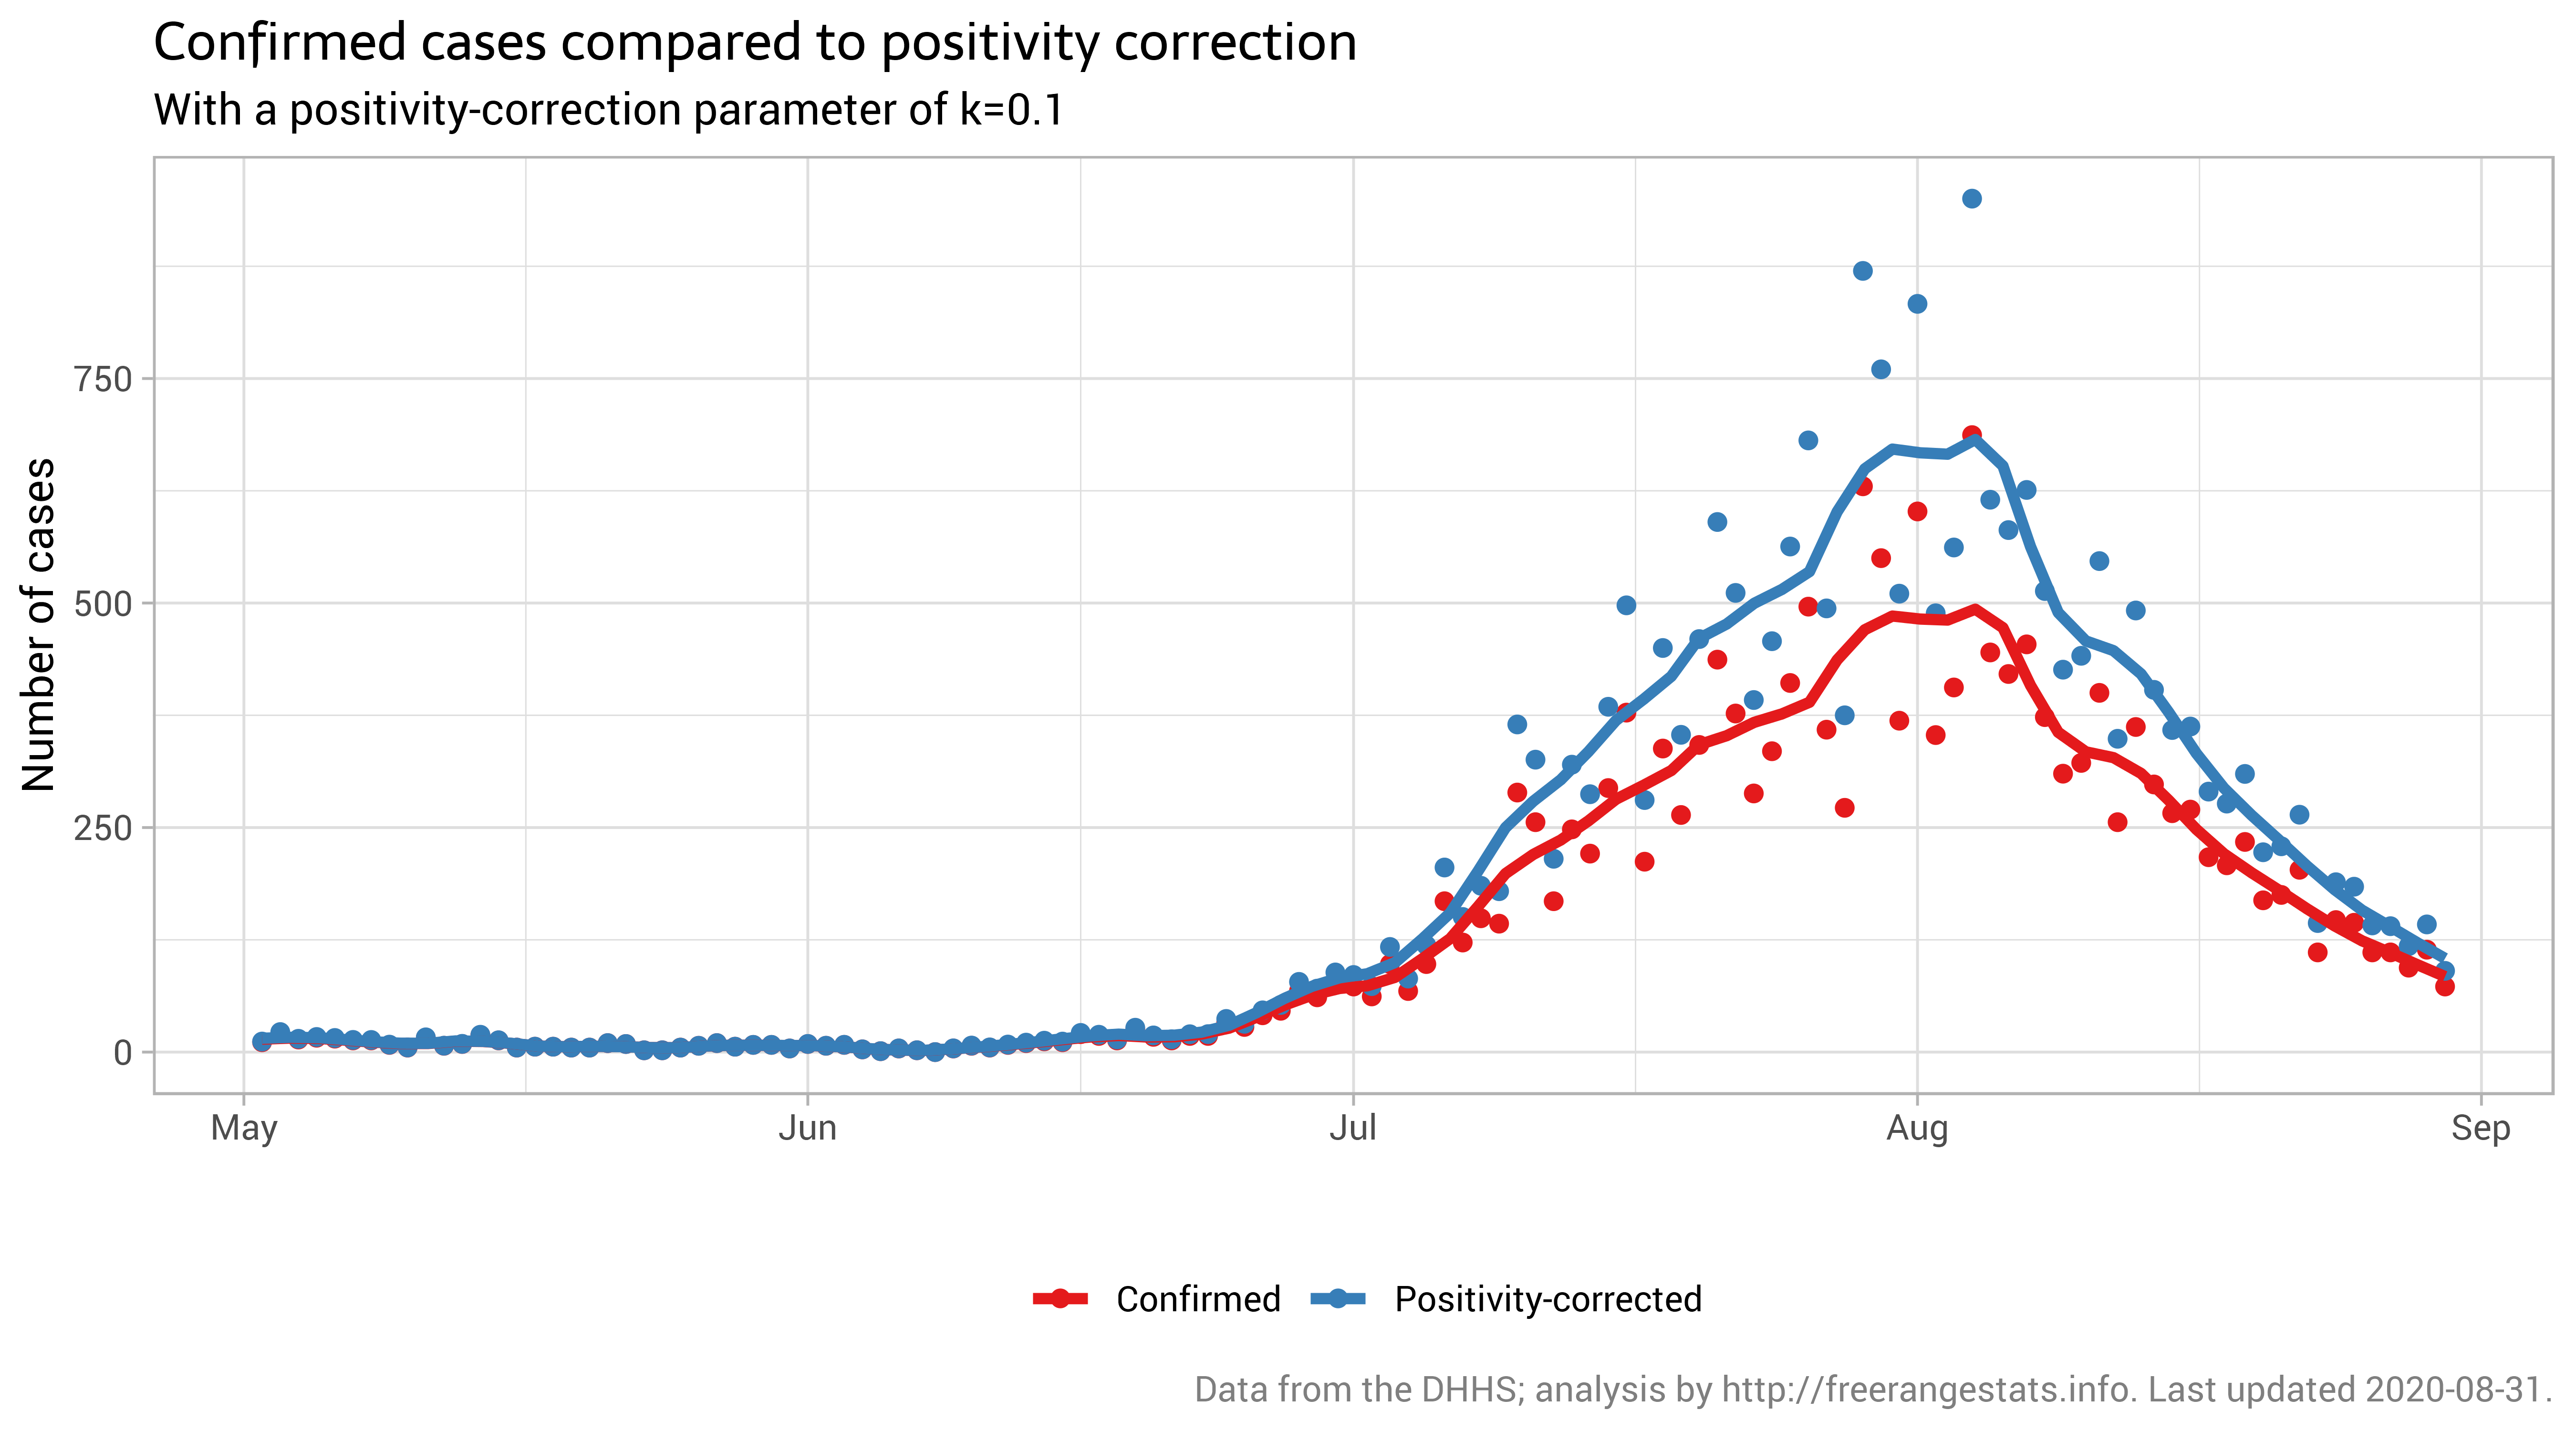 Confirmed cases compared to positivity correction
With a positivity-correction parameter of k=0.1
Number of cases
750
500
250
0
May Jun Jul Aug Sep
Confirmed Positivity-corrected
Data from the DHHS; analysis by http://freerangestats.info. Last updated 2020-08-31.